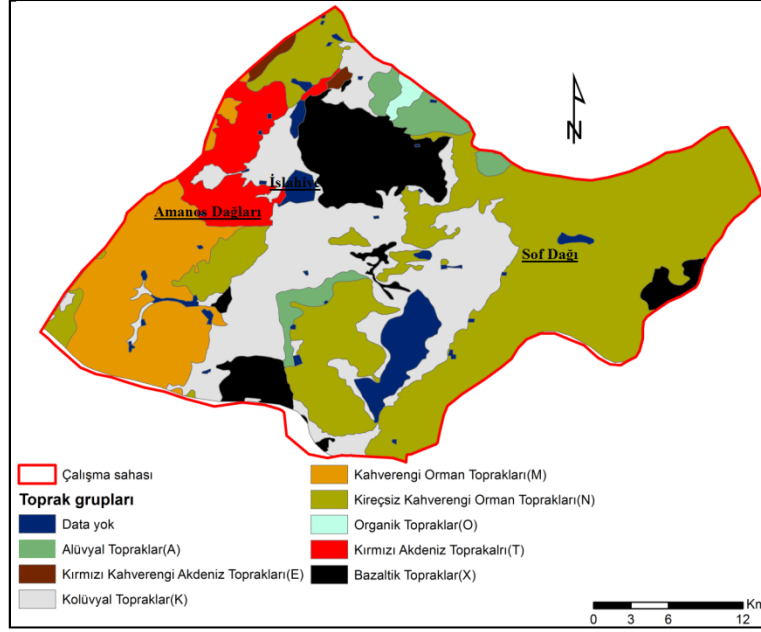 N
İslahiye
Amanos Dağları
Sof Dağı
Çalışma sahası
Toprak grupları
Data yok
Alüvyal Topraklar(A)
Kırmızı Kahverengi Akdeniz Toprakları(E)
Kolüvyal Topraklar(K)
Kahverengi Orman Toprakları(M)
Kireçsiz Kahverengi Orman Toprakları(N)
Organik Topraklar(O)
Kırmızı Akdeniz Toprakalrı(T)
Bazaltik Topraklar(X)
Km
0 3 6 12